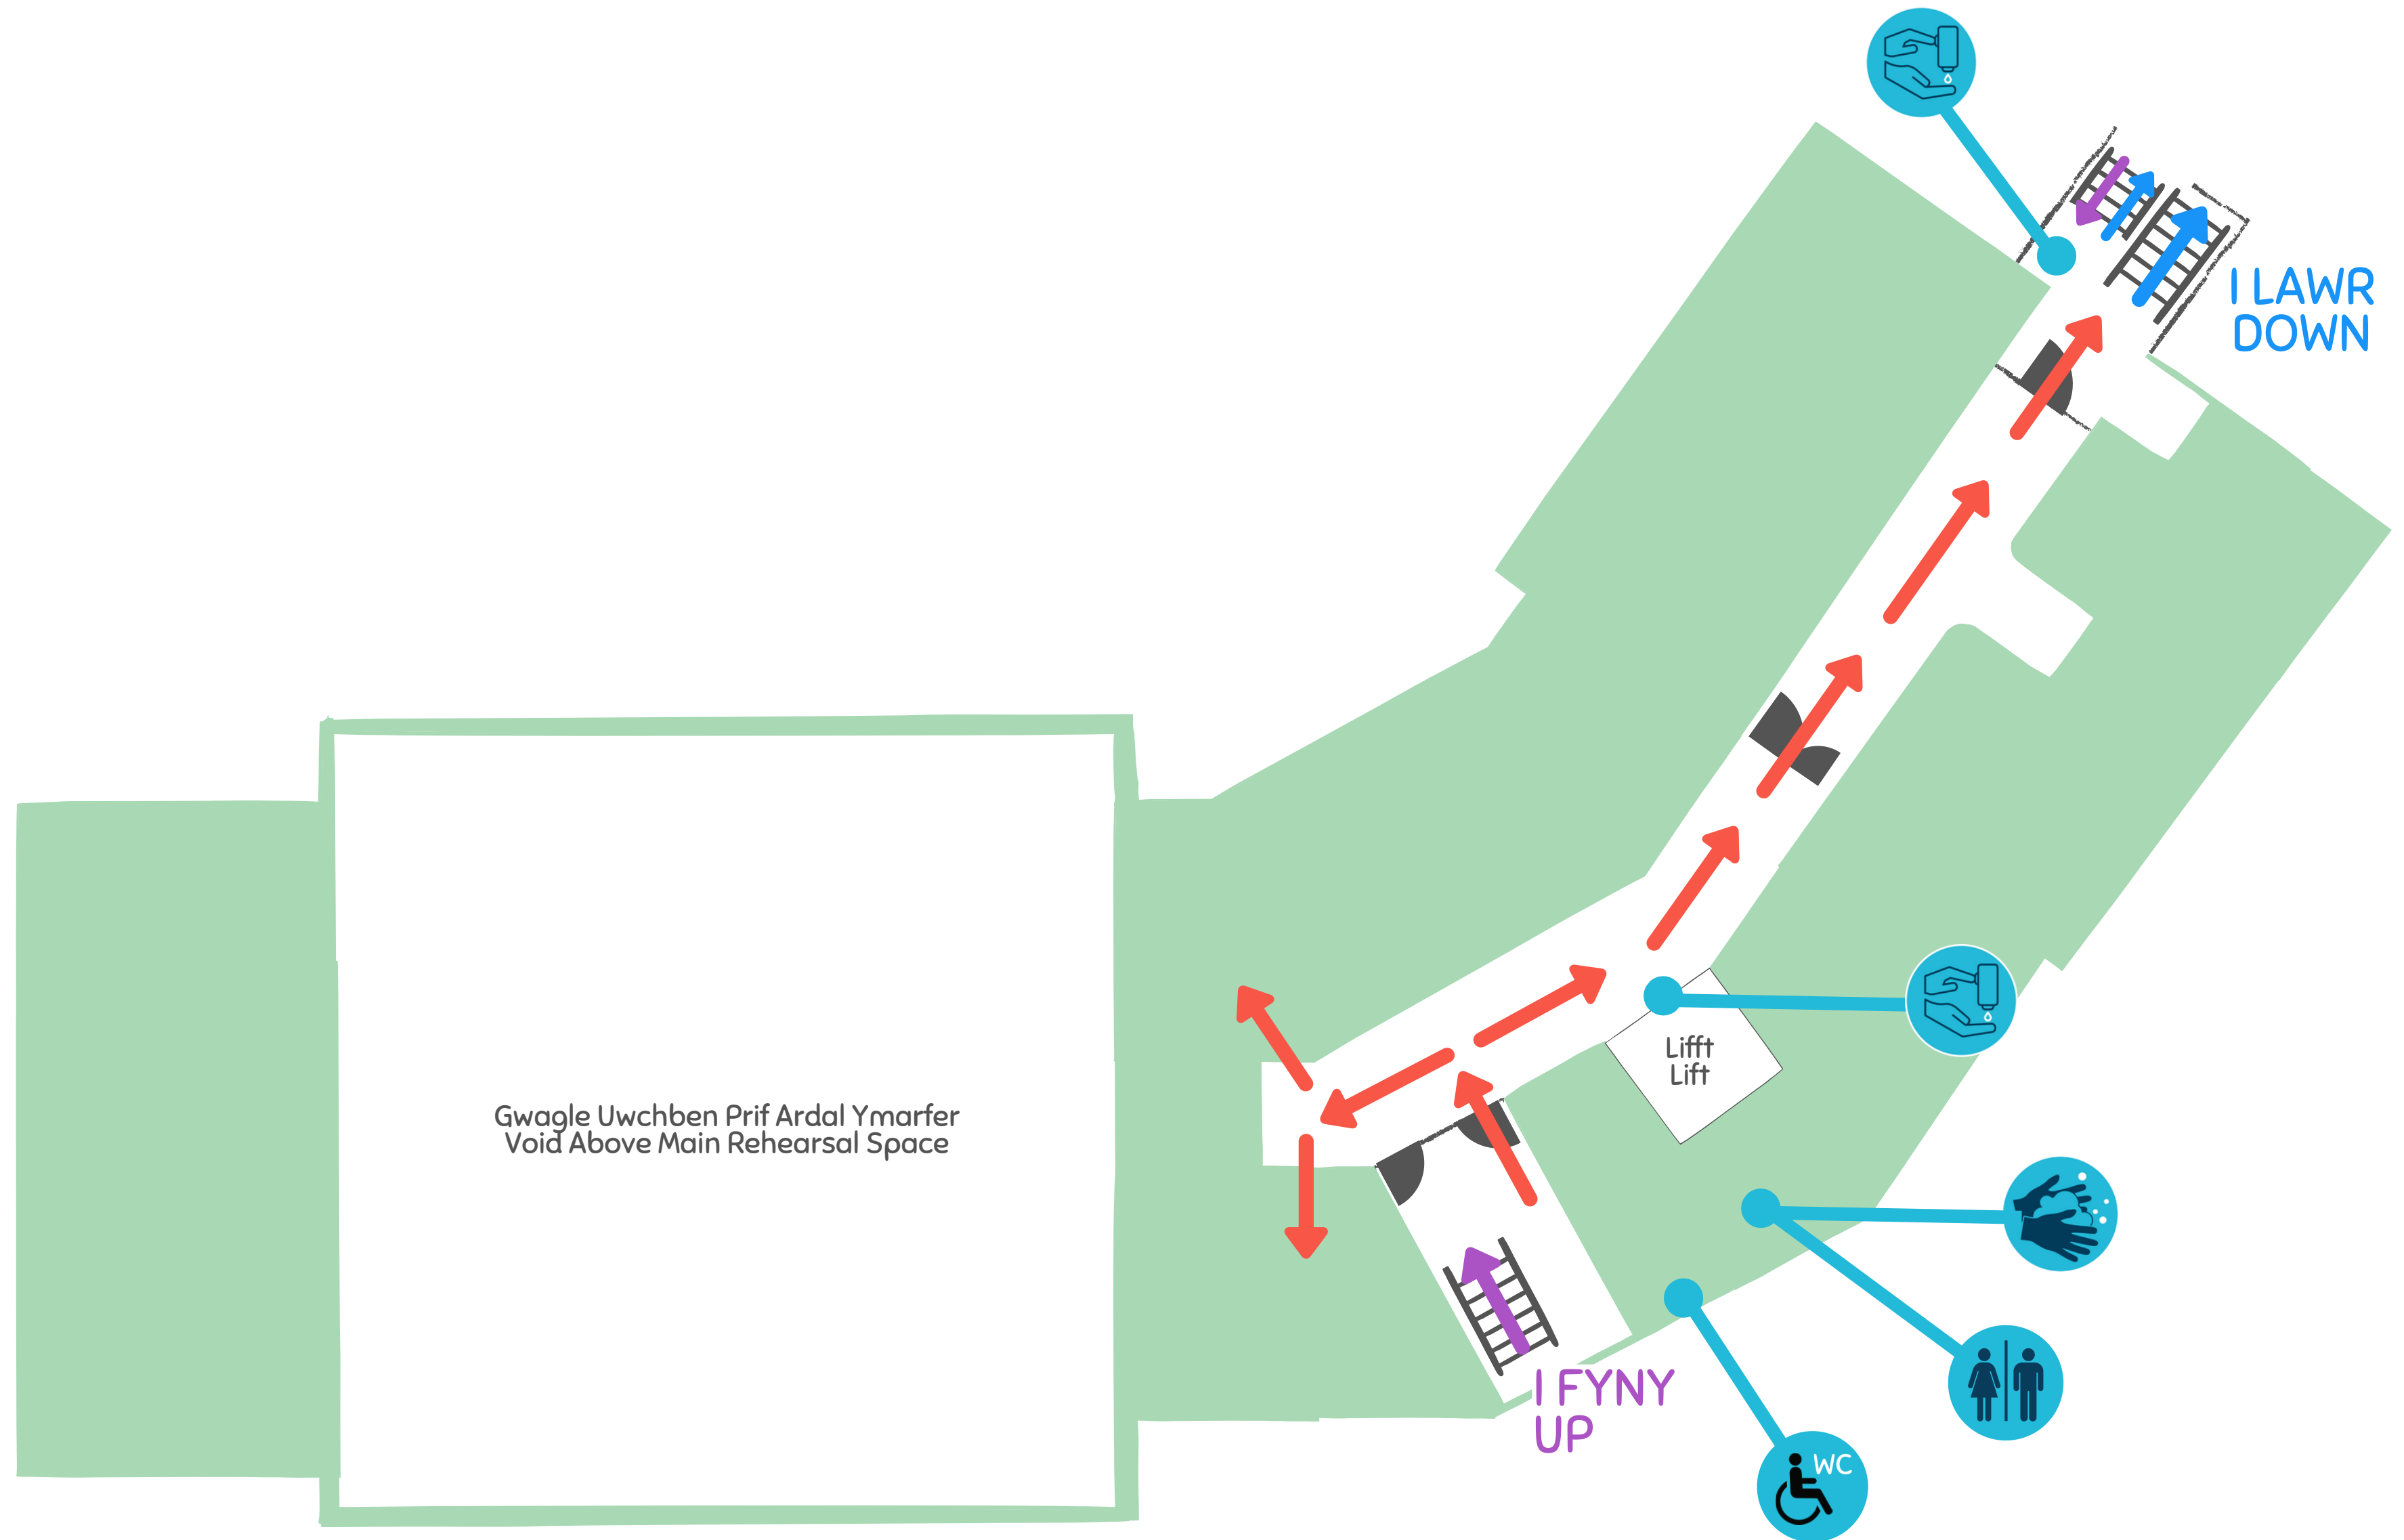 I LAWR
DOWN
Lifft
Lift
Gwagle Uwchben Prif Ardal Ymarfer
Void Above Main Rehearsal Space
I FYNY
UP
WC